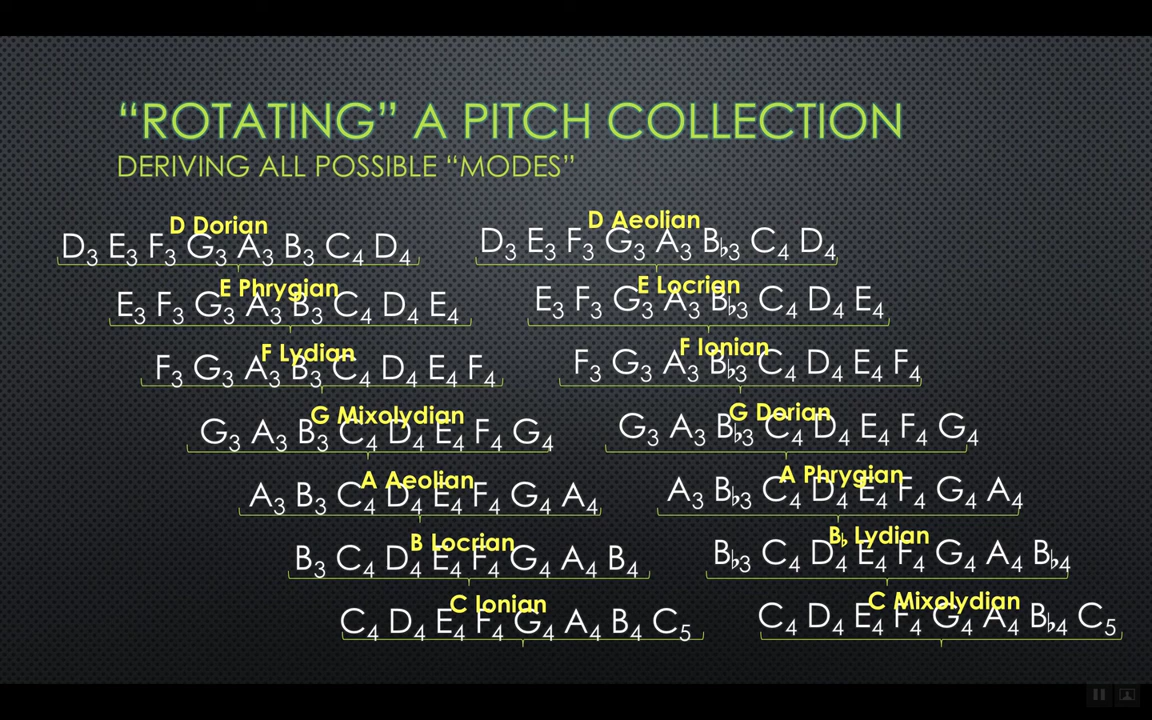 “ROTATING” A PITCH COLLECTION
DERIVING ALL POSSIBLE “MODES”
D Dorian
D₃ E₃ F₃ G₃ A₃ B₃ C₄ D₄
E Phrygian
E₃ F₃ G₃ A₃ B₃ C₄ D₄ E₄
F Lydian
F₃ G₃ A₃ B₃ C₄ D₄ E₄ F₄
G Mixolydian
G₃ A₃ B₃ C₄ D₄ E₄ F₄ G₄
A Aeolian
A₃ B₃ C₄ D₄ E₄ F₄ G₄ A₄
B Locrian
B₃ C₄ D₄ E₄ F₄ G₄ A₄ B₄
C Ionian
C₄ D₄ E₄ F₄ G₄ A₄ B₄ C₅
D Aeolian
D₃ E₃ F₃ G₃ A₃ B♭₃ C₄ D₄
E Locrian
E₃ F₃ G₃ A₃ B♭₃ C₄ D₄ E₄
F Ionian
F₃ G₃ A₃ B♭₃ C₄ D₄ E₄ F₄
G Dorian
G₃ A₃ B♭₃ C₄ D₄ E₄ F₄ G₄
A Phrygian
A₃ B♭₃ C₄ D₄ E₄ F₄ G₄ A₄
B♭ Lydian
B♭₃ C₄ D₄ E₄ F₄ G₄ A₄ B♭₄
C Mixolydian
C₄ D₄ E₄ F₄ G₄ A₄ B♭₄ C₅